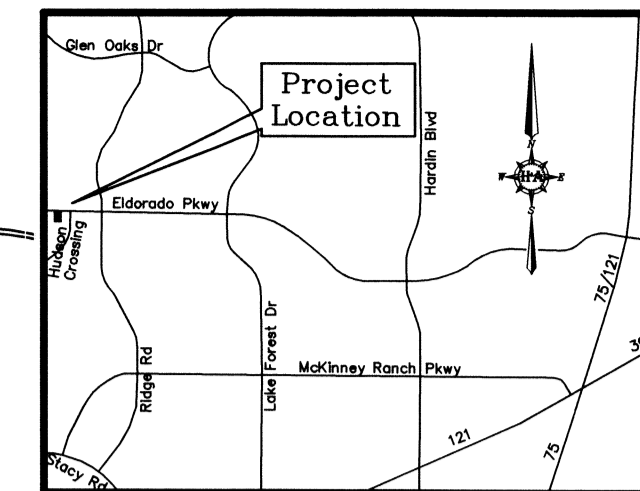 Glen Oaks Dr
Project
Location
Hardin Blvd
N
W
H·A
E
S
Eldorado Pkwy
Hudson
Crossing
75/121
Ridge Rd
Lake Forest Dr
McKinney Ranch Pkwy
121
75
Stacy Rd